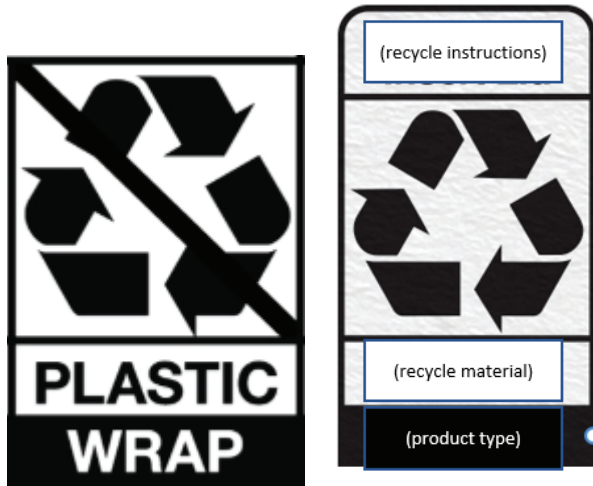 (recycle instructions)
(recycle material)
PLASTIC
(product type)
WRAP